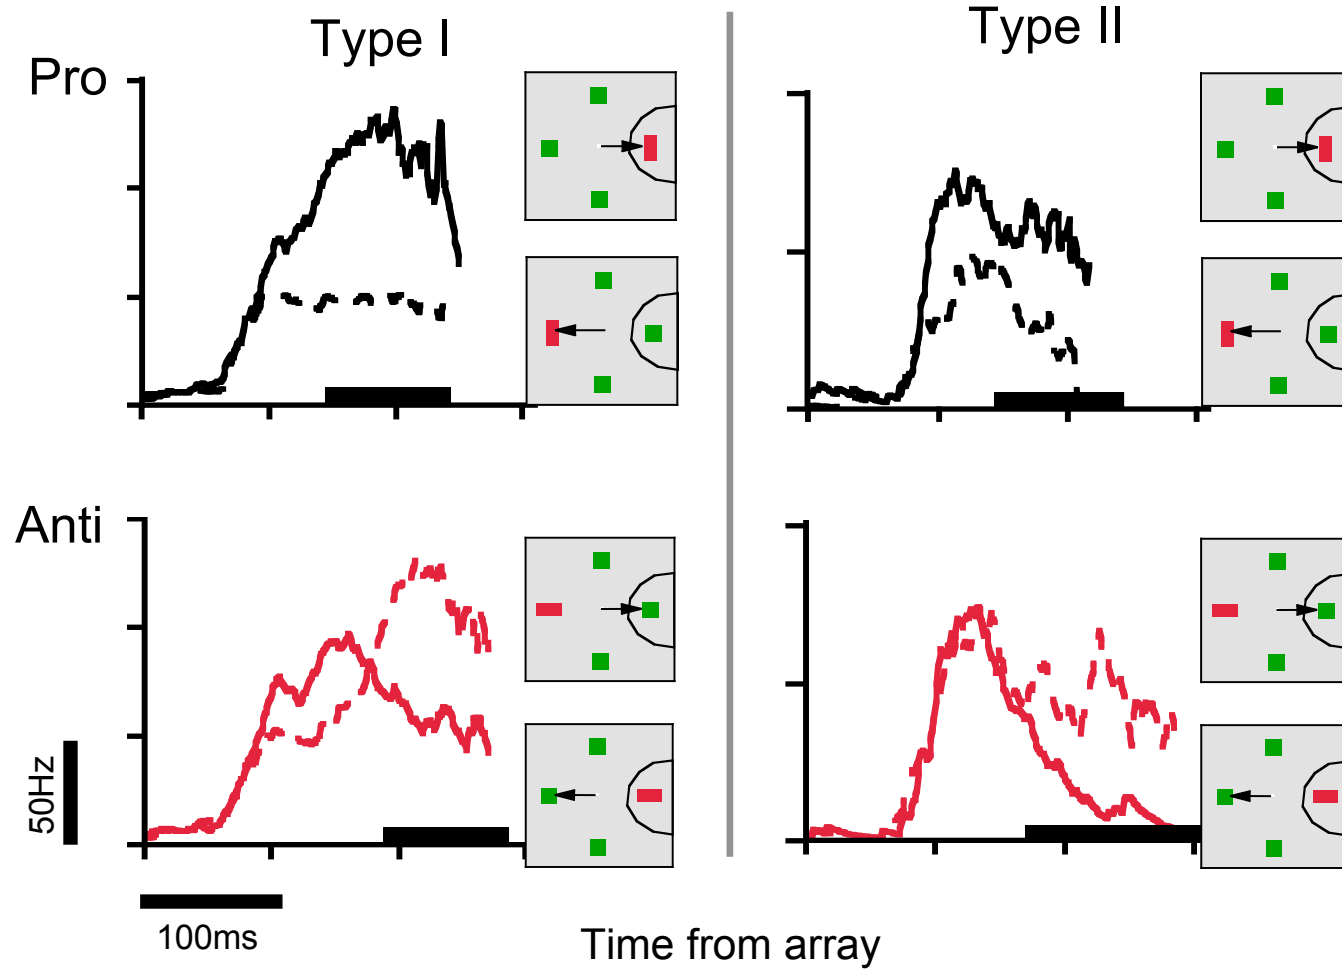 Type I
Type II
Pro
Anti
50Hz
100ms
Time from array